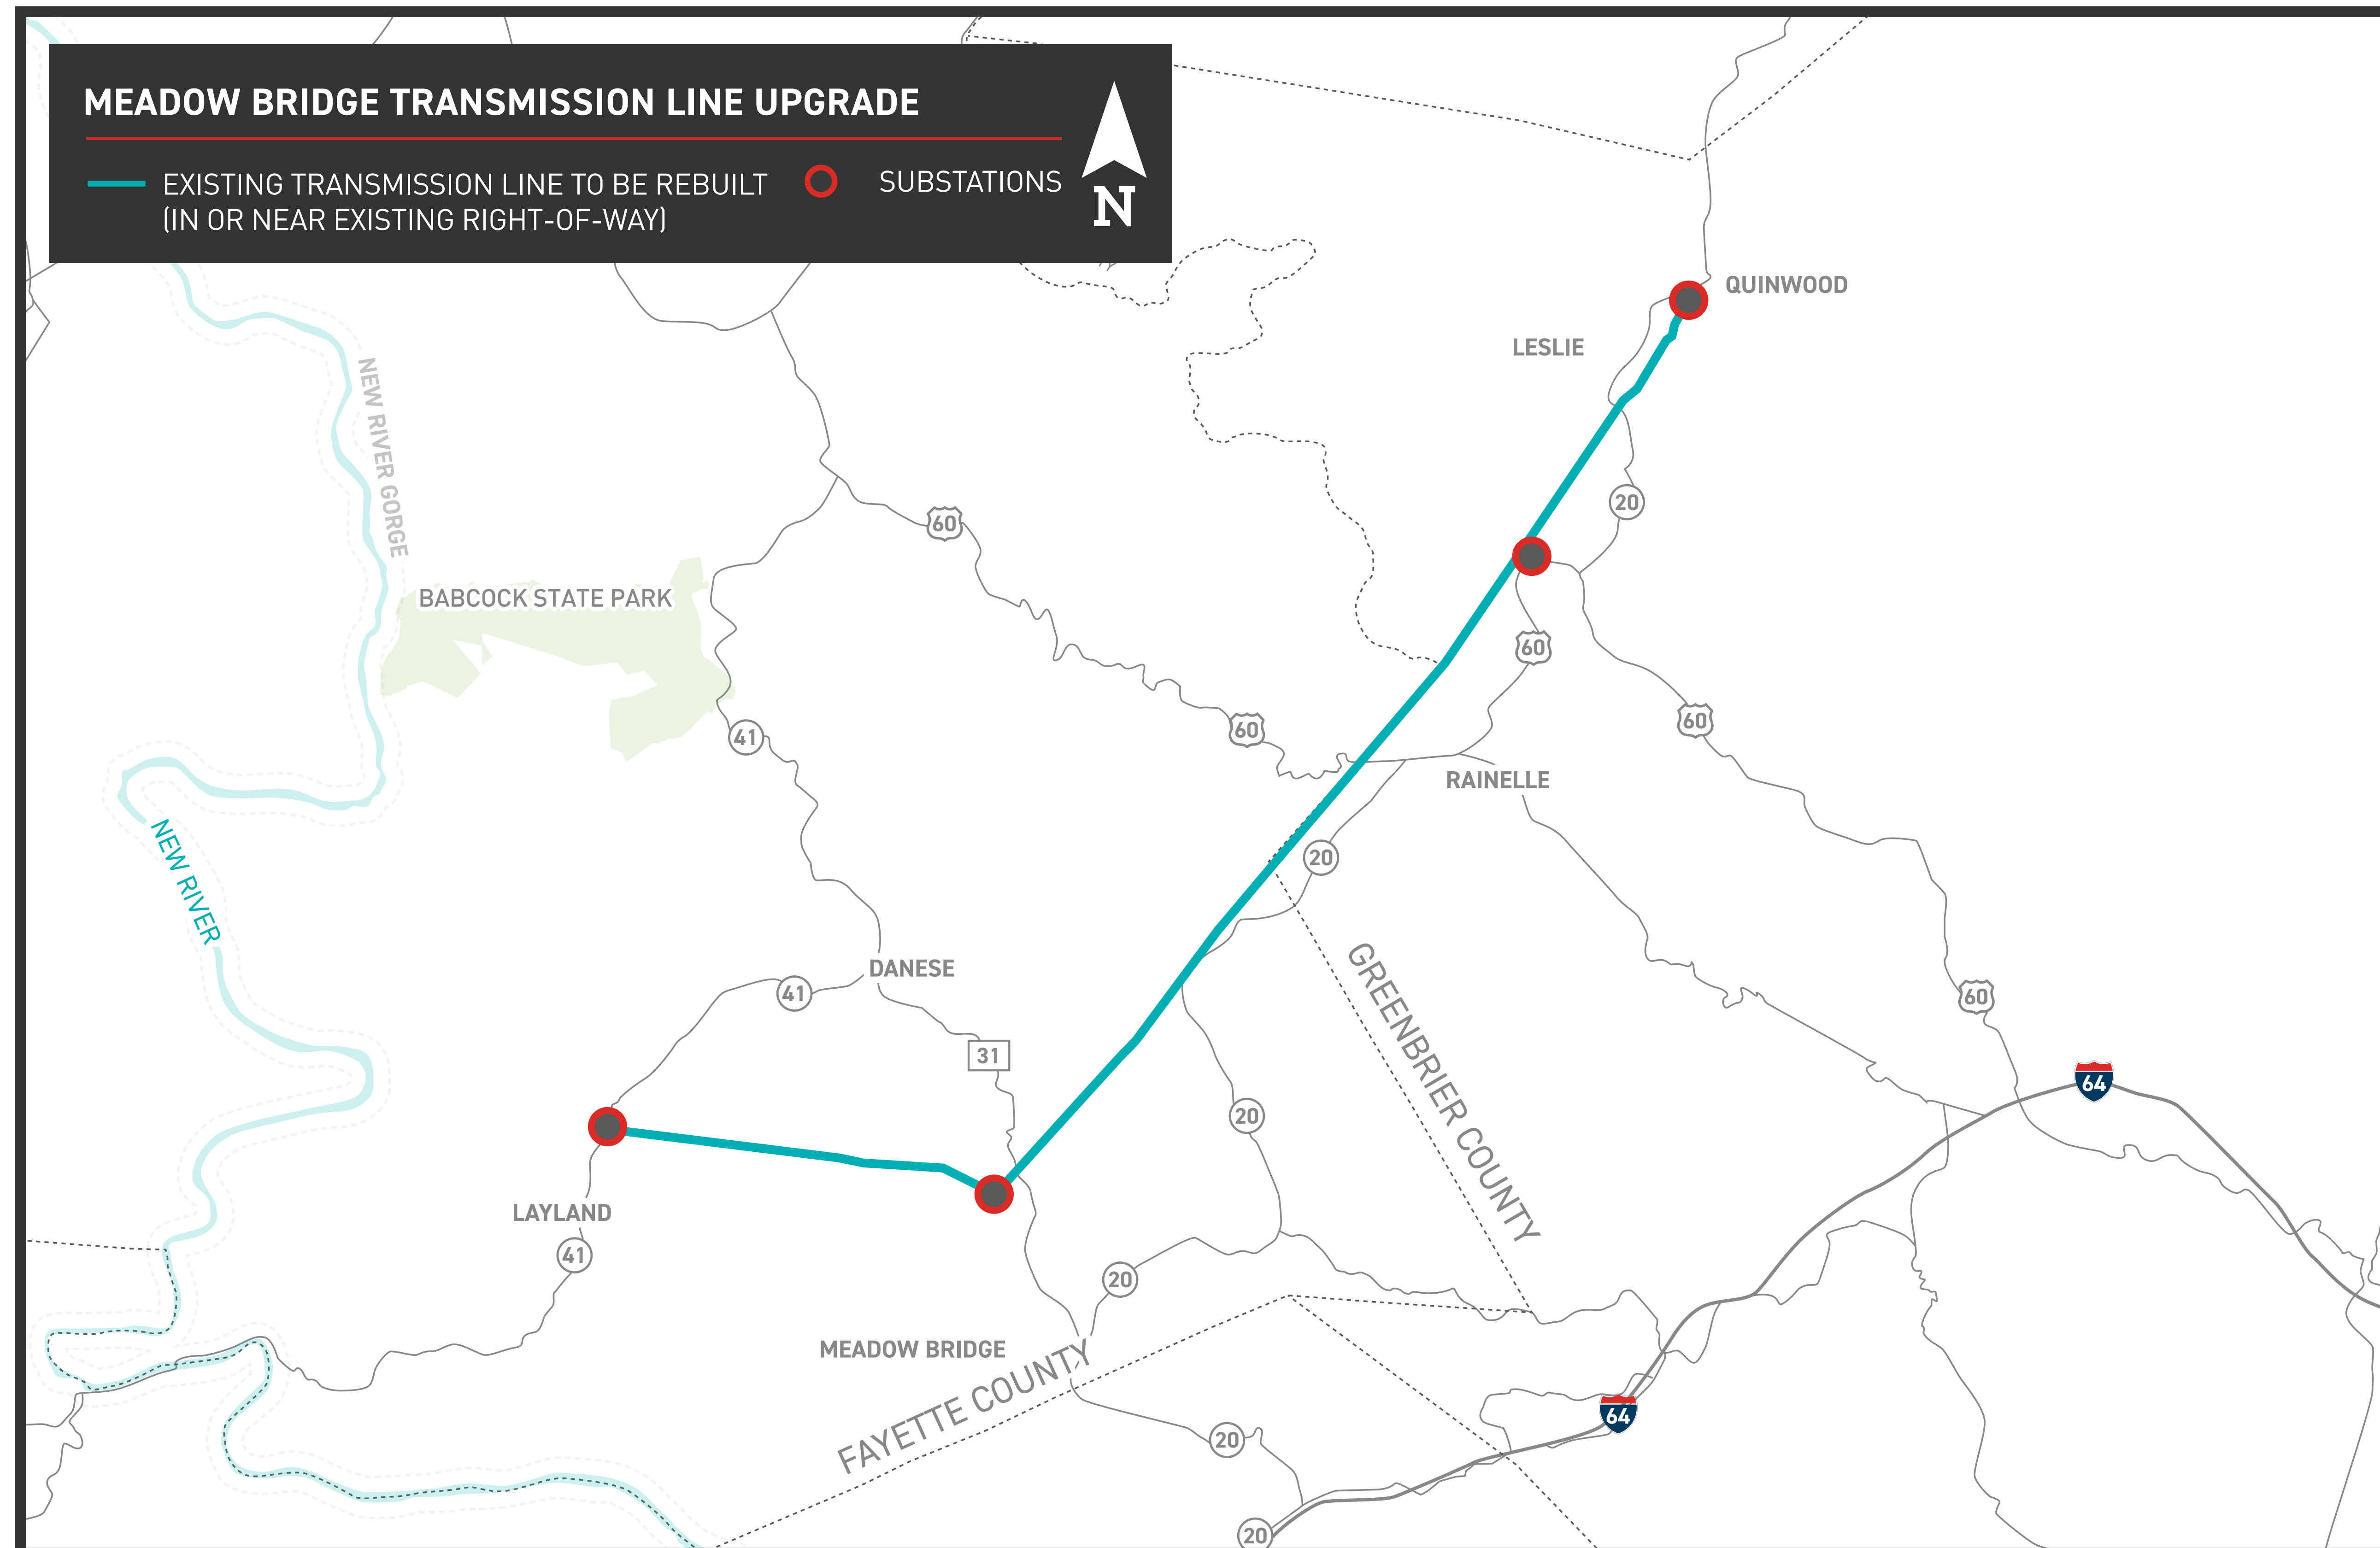 MEADOW BRIDGE TRANSMISSION LINE UPGRADE
EXISTING TRANSMISSION LINE TO BE REBUILT
(IN OR NEAR EXISTING RIGHT-OF-WAY)
SUBSTATIONS
N
QUINWOOD
LESLIE
NEW RIVER GORGE
20
60
BABCOCK STATE PARK
60
60
60
41
RAINELLE
NEW RIVER
20
DANESE
41
60
GREENBRIER COUNTY
31
64
20
LAYLAND
41
20
MEADOW BRIDGE
FAYETTE COUNTY
64
20
20